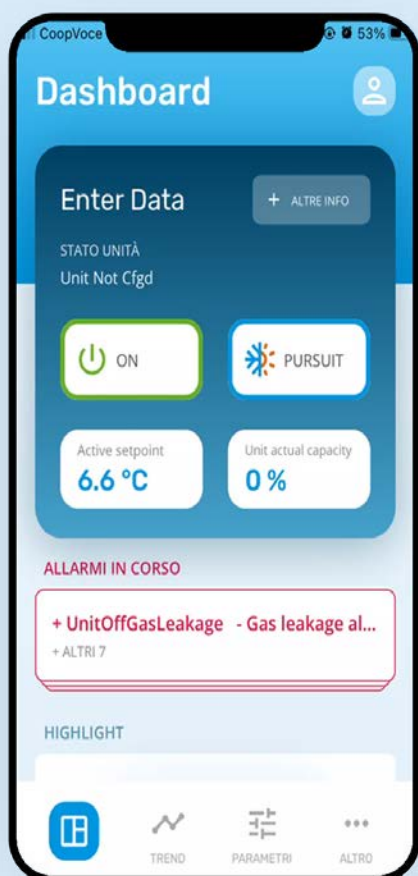 CoopVoce 53%
Dashboard
Enter Data
+ ALTRE INFO
STATO UNITÀ
Unit Not Cfgd
ON
PURSUIT
Active setpoint
6.6 °C
Unit actual capacity
0 %
ALLARMI IN CORSO
+ UnitOffGasLeakage - Gas leakage al...
+ ALTRI 7
HIGHLIGHT
TREND
PARAMETRI
ALTRO